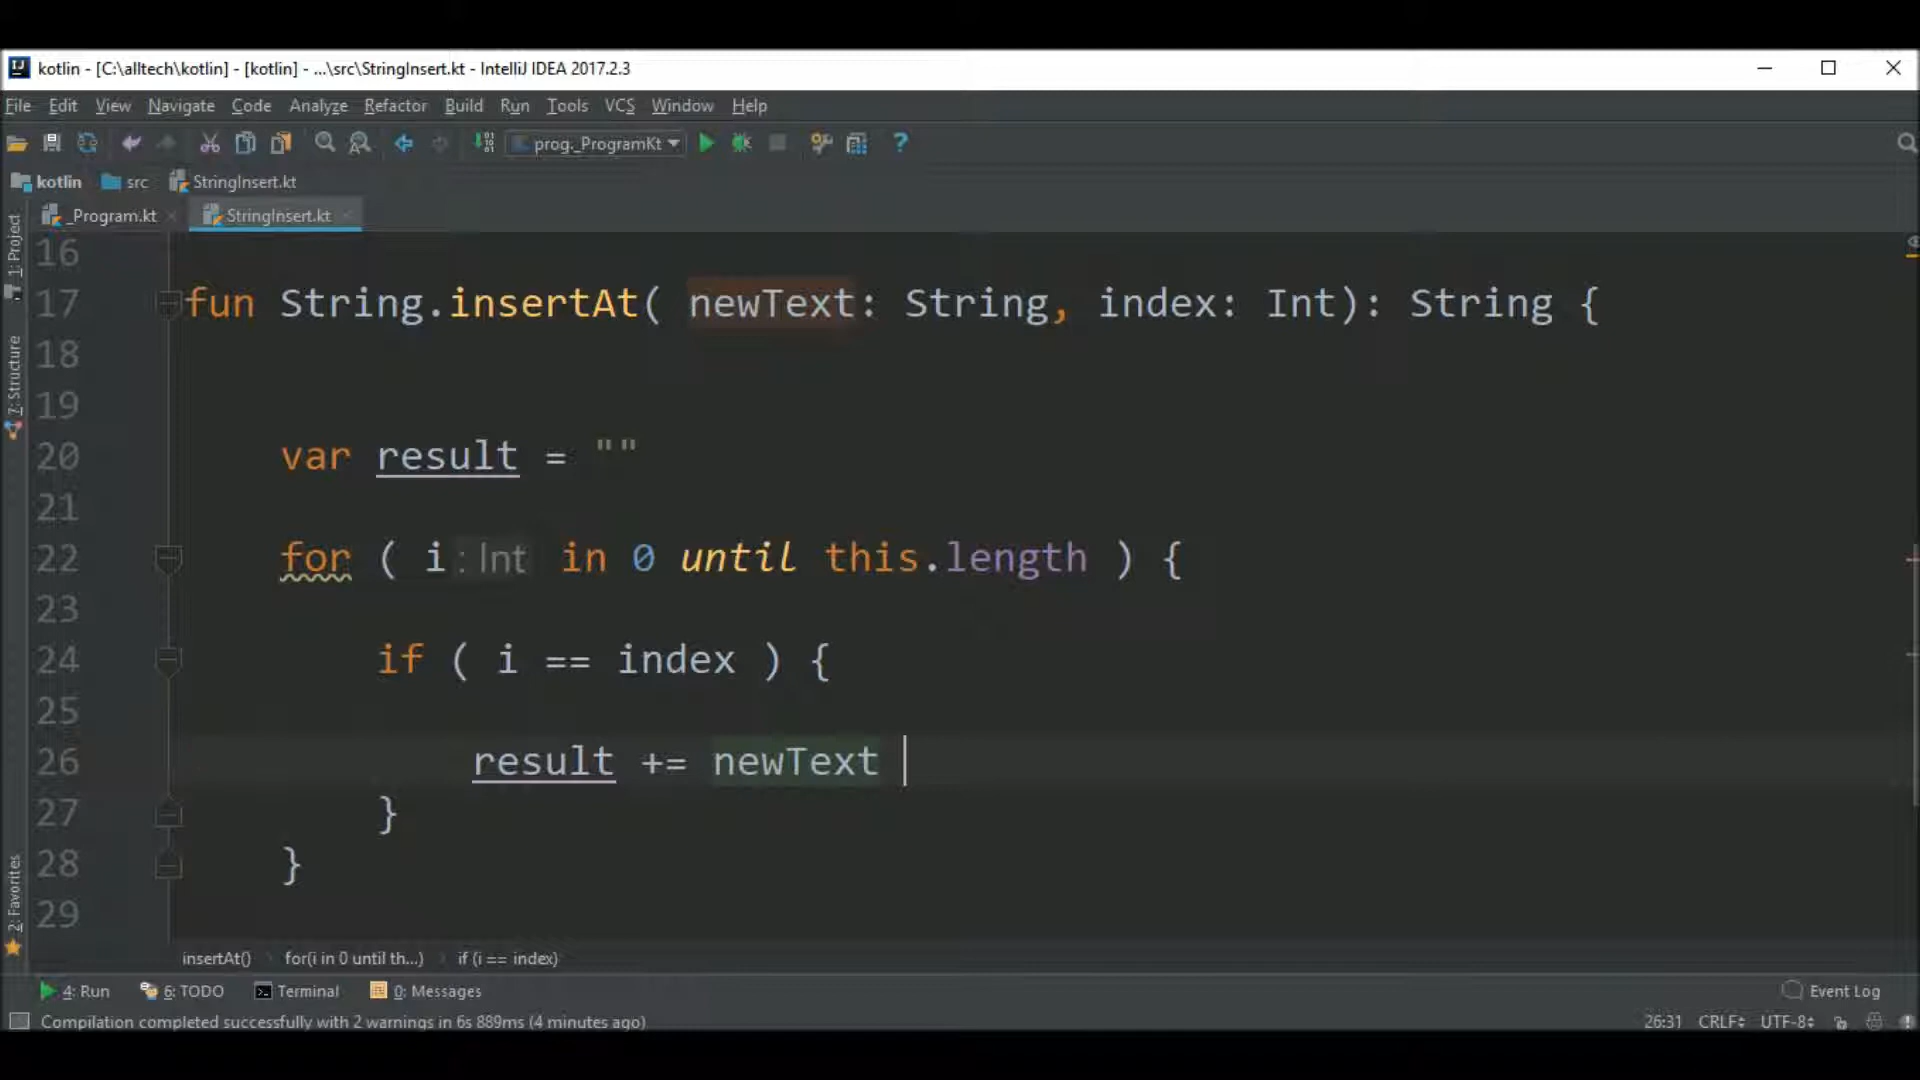 kotlin - [C:\alltech\kotlin] - [kotlin] - ...\src\StringInsert.kt - IntelliJ IDEA 2017.2.3
File Edit View Navigate Code Analyze Refactor Build Run Tools VCS Window Help
prog._ProgramKt
kotlin src StringInsert.kt
_Program.kt StringInsert.kt
1: Project
7: Structure
2: Favorites
16
17 fun String.insertAt( newText: String, index: Int): String {
18
19
20 var result = ""
21
22 for ( i : Int in 0 until this.length ) {
23
24 if ( i == index ) {
25
26 result += newText
27 }
28 }
29
insertAt() for(i in 0 until th...) if (i == index)
4: Run 6: TODO Terminal 0: Messages Event Log
Compilation completed successfully with 2 warnings in 6s 889ms (4 minutes ago) 26:31 CRLF UTF-8